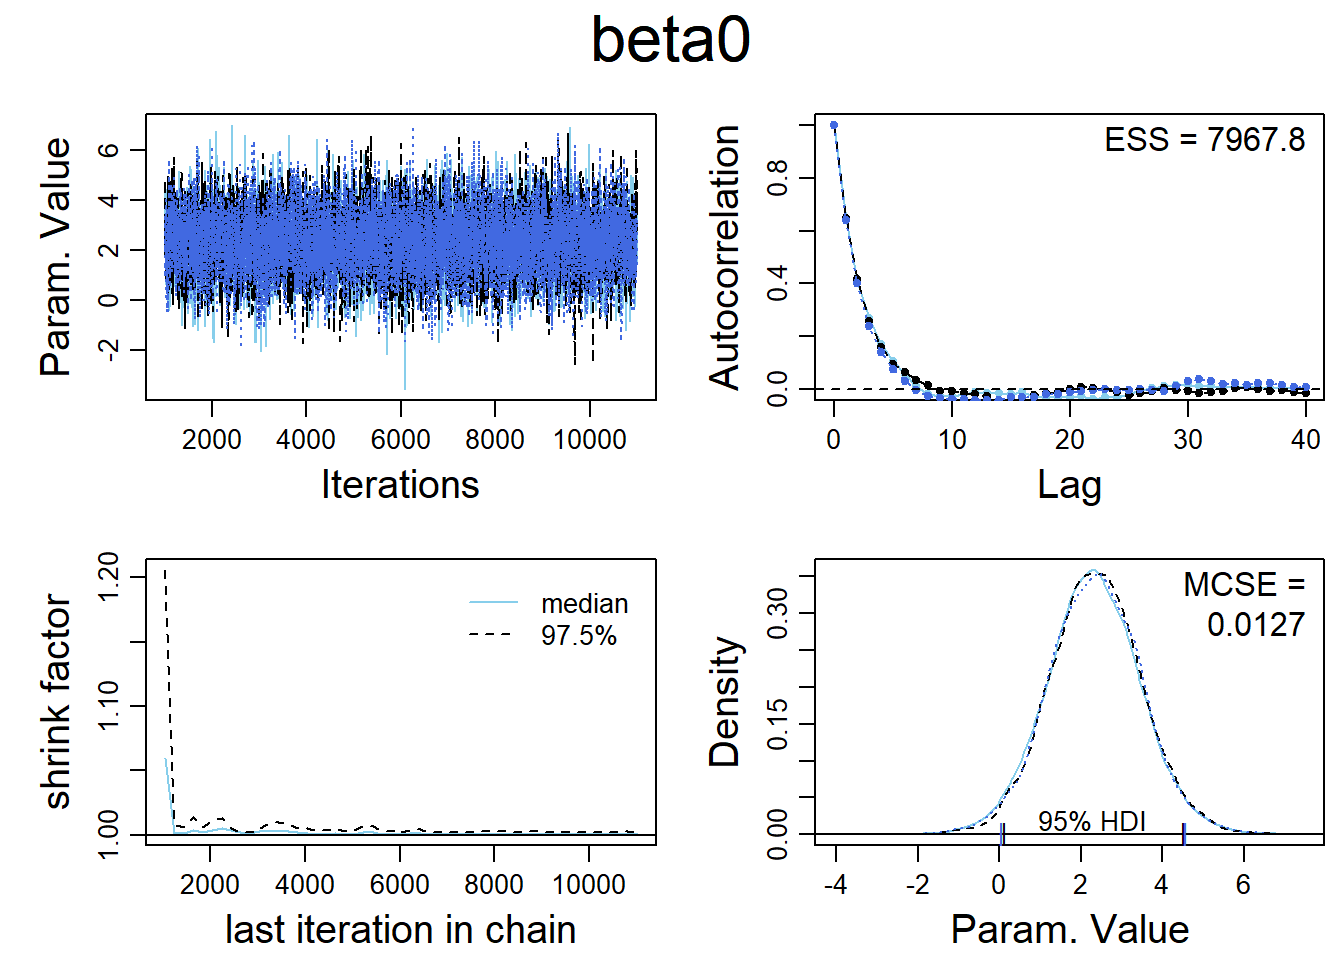 beta0
Param. Value
6
4
2
0
-2
2000 4000 6000 8000 10000
Iterations
Autocorrelation
0.8
0.4
0.0
ESS = 7967.8
0 10 20 30 40
Lag
shrink factor
1.20
1.10
1.00
median
97.5%
2000 4000 6000 8000 10000
last iteration in chain
Density
0.30
0.15
0.00
MCSE =
0.0127
95% HDI
-4 -2 0 2 4 6
Param. Value